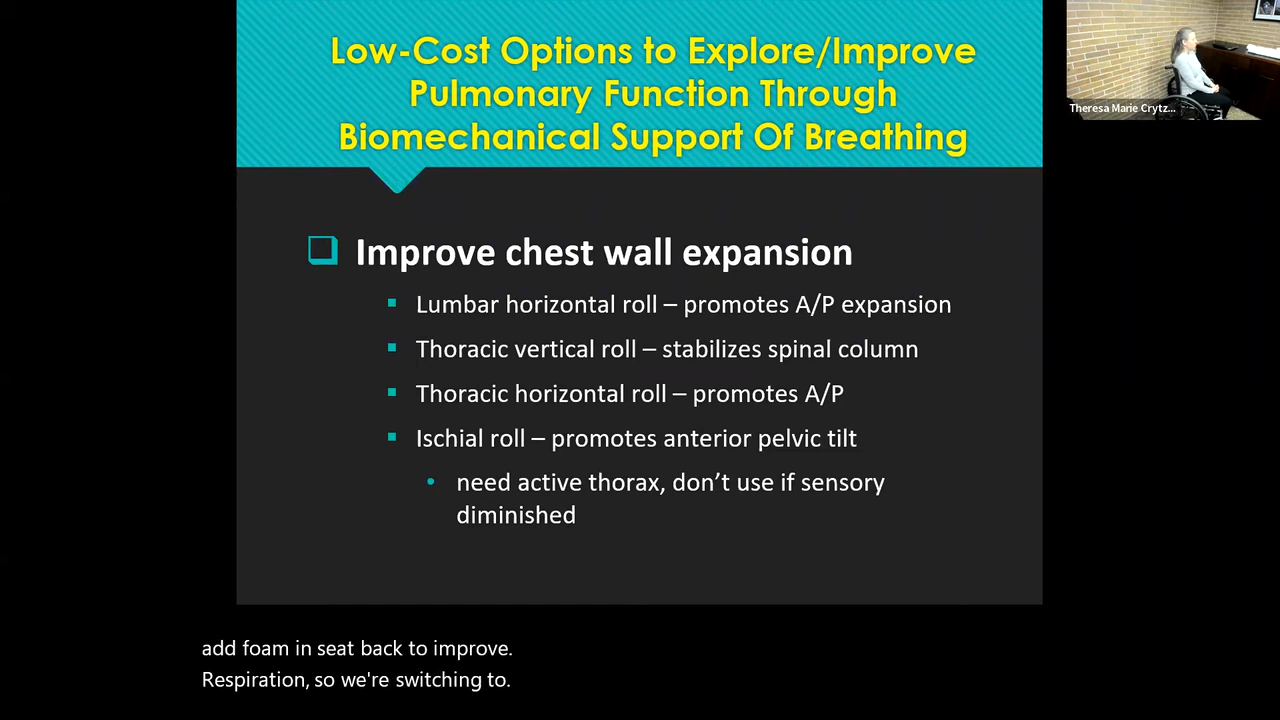 Low-Cost Options to Explore/Improve
Pulmonary Function Through
Biomechanical Support Of Breathing
Theresa Marie Crytz...
Improve chest wall expansion
Lumbar horizontal roll – promotes A/P expansion
Thoracic vertical roll – stabilizes spinal column
Thoracic horizontal roll – promotes A/P
Ischial roll – promotes anterior pelvic tilt
need active thorax, don’t use if sensory
diminished
add foam in seat back to improve.
Respiration, so we're switching to.